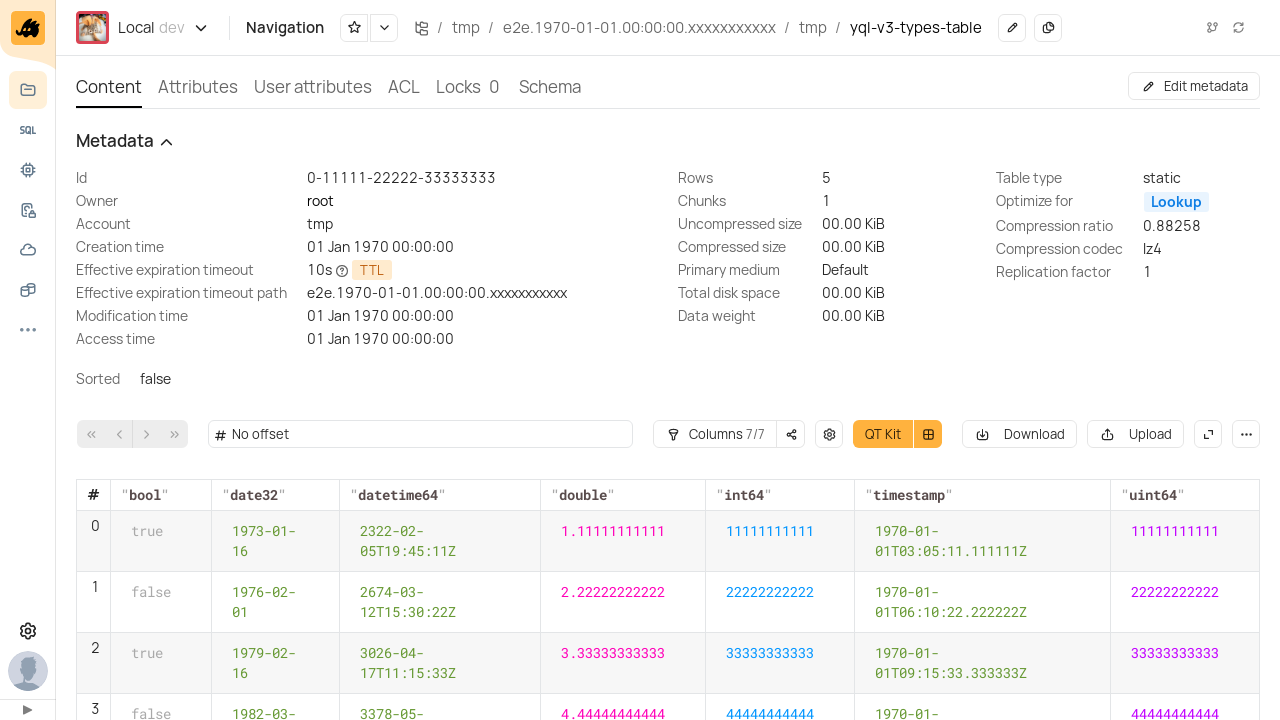 Local dev Navigation / tmp / e2e.1970-01-01.00:00:00.xxxxxxxxxxx / tmp / yql-v3-types-table
Content Attributes User attributes ACL Locks 0 Schema Edit metadata
SQL
Metadata
Id 0-11111-22222-33333333 Rows 5 Table type static
Owner root Chunks 1 Optimize for Lookup
Account tmp Uncompressed size 00.00 KiB Compression ratio 0.88258
Creation time 01 Jan 1970 00:00:00 Compressed size 00.00 KiB Compression codec lz4
Effective expiration timeout 10s TTL Primary medium Default Replication factor 1
Effective expiration timeout path e2e.1970-01-01.00:00:00.xxxxxxxxxxx Total disk space 00.00 KiB
Modification time 01 Jan 1970 00:00:00 Data weight 00.00 KiB
Access time 01 Jan 1970 00:00:00
Sorted false
# No offset Columns 7/7 QT Kit Download Upload
# "bool" "date32" "datetime64" "double" "int64" "timestamp" "uint64"
0 true 1973-01- 2322-02- 1.11111111111 11111111111 1970-01- 11111111111
16 05T19:45:11Z 01T03:05:11.111111Z
1 false 1976-02- 2674-03- 2.22222222222 22222222222 1970-01- 22222222222
01 12T15:30:22Z 01T06:10:22.222222Z
2 true 1979-02- 3026-04- 3.33333333333 33333333333 1970-01- 33333333333
16 17T11:15:33Z 01T09:15:33.333333Z
3 false 1982-03- 3378-05- 4.44444444444 44444444444 1970-01- 44444444444